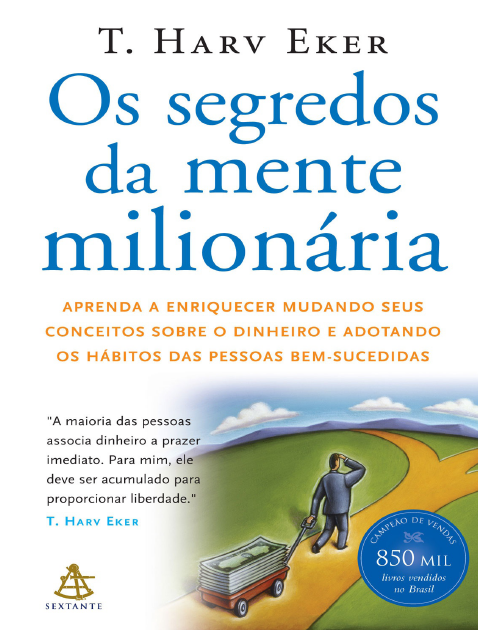 T. Harv Eker
Os segredos
da mente
milionária
APRENDA A ENRIQUECER MUDANDO SEUS
CONCEITOS SOBRE O DINHEIRO E ADOTANDO
OS HÁBITOS DAS PESSOAS BEM-SUCEDIDAS
"A maioria das pessoas
associa dinheiro a prazer
imediato. Para mim, ele
deve ser acumulado para
proporcionar liberdade."
T. Harv Eker
CAMPEÃO DE VENDAS
850 MIL
livros vendidos
no Brasil
SEXTANTE